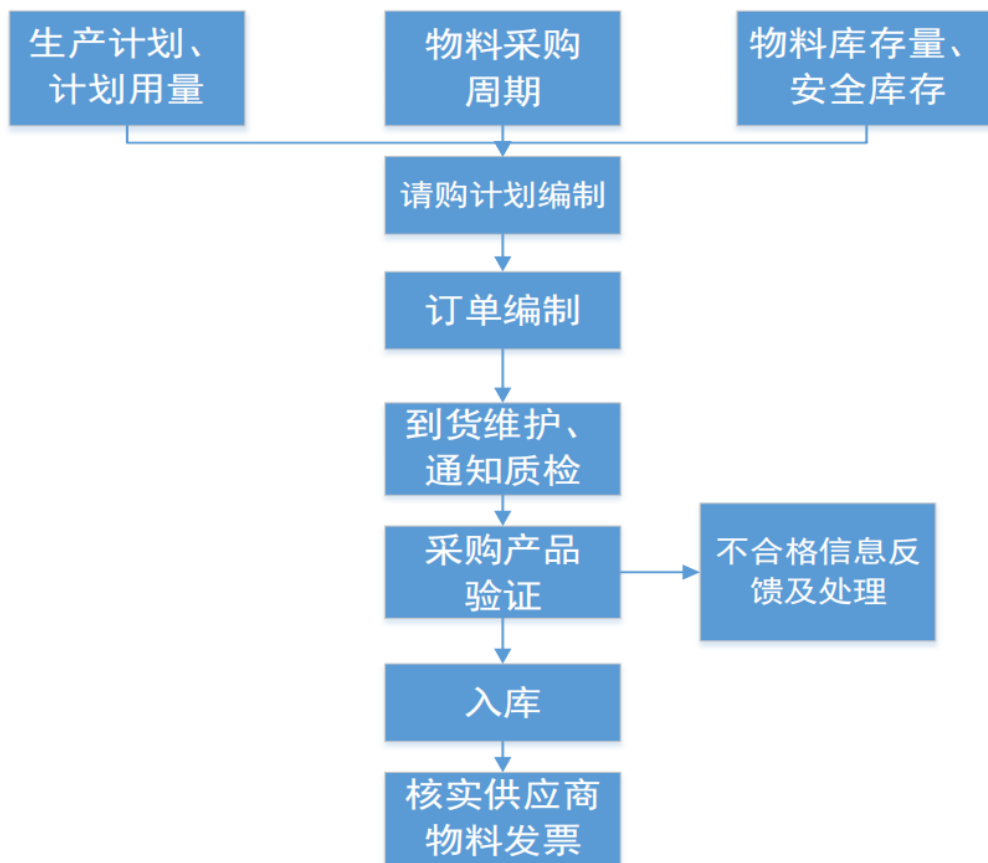 生产计划、
计划用量
物料采购
周期
物料库存量、
安全库存
请购计划编制
订单编制
到货维护、
通知质检
采购产品
验证
不合格信息反
馈及处理
入库
核实供应商
物料发票